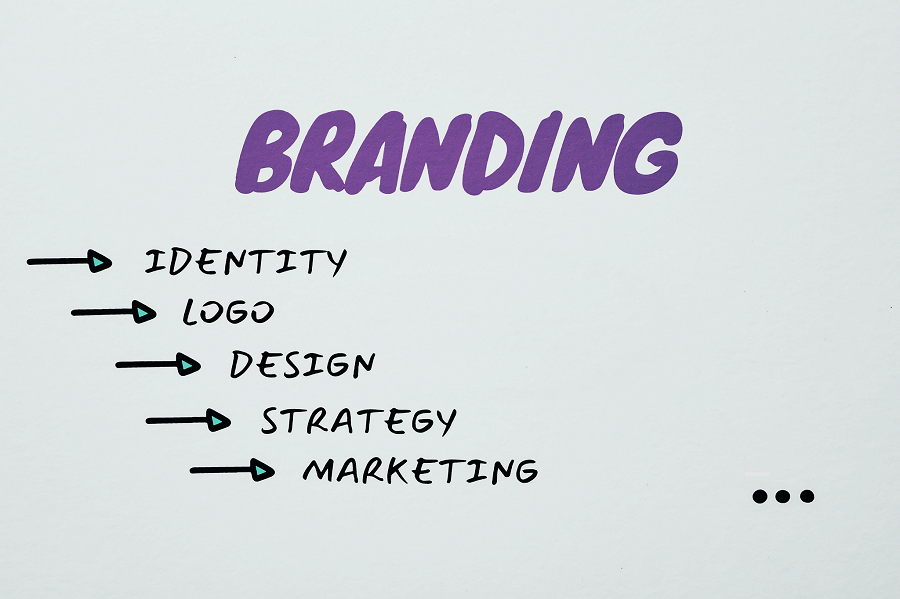 BRANDING
IDENTITY
LOGO
DESIGN
STRATEGY
MARKETING
...